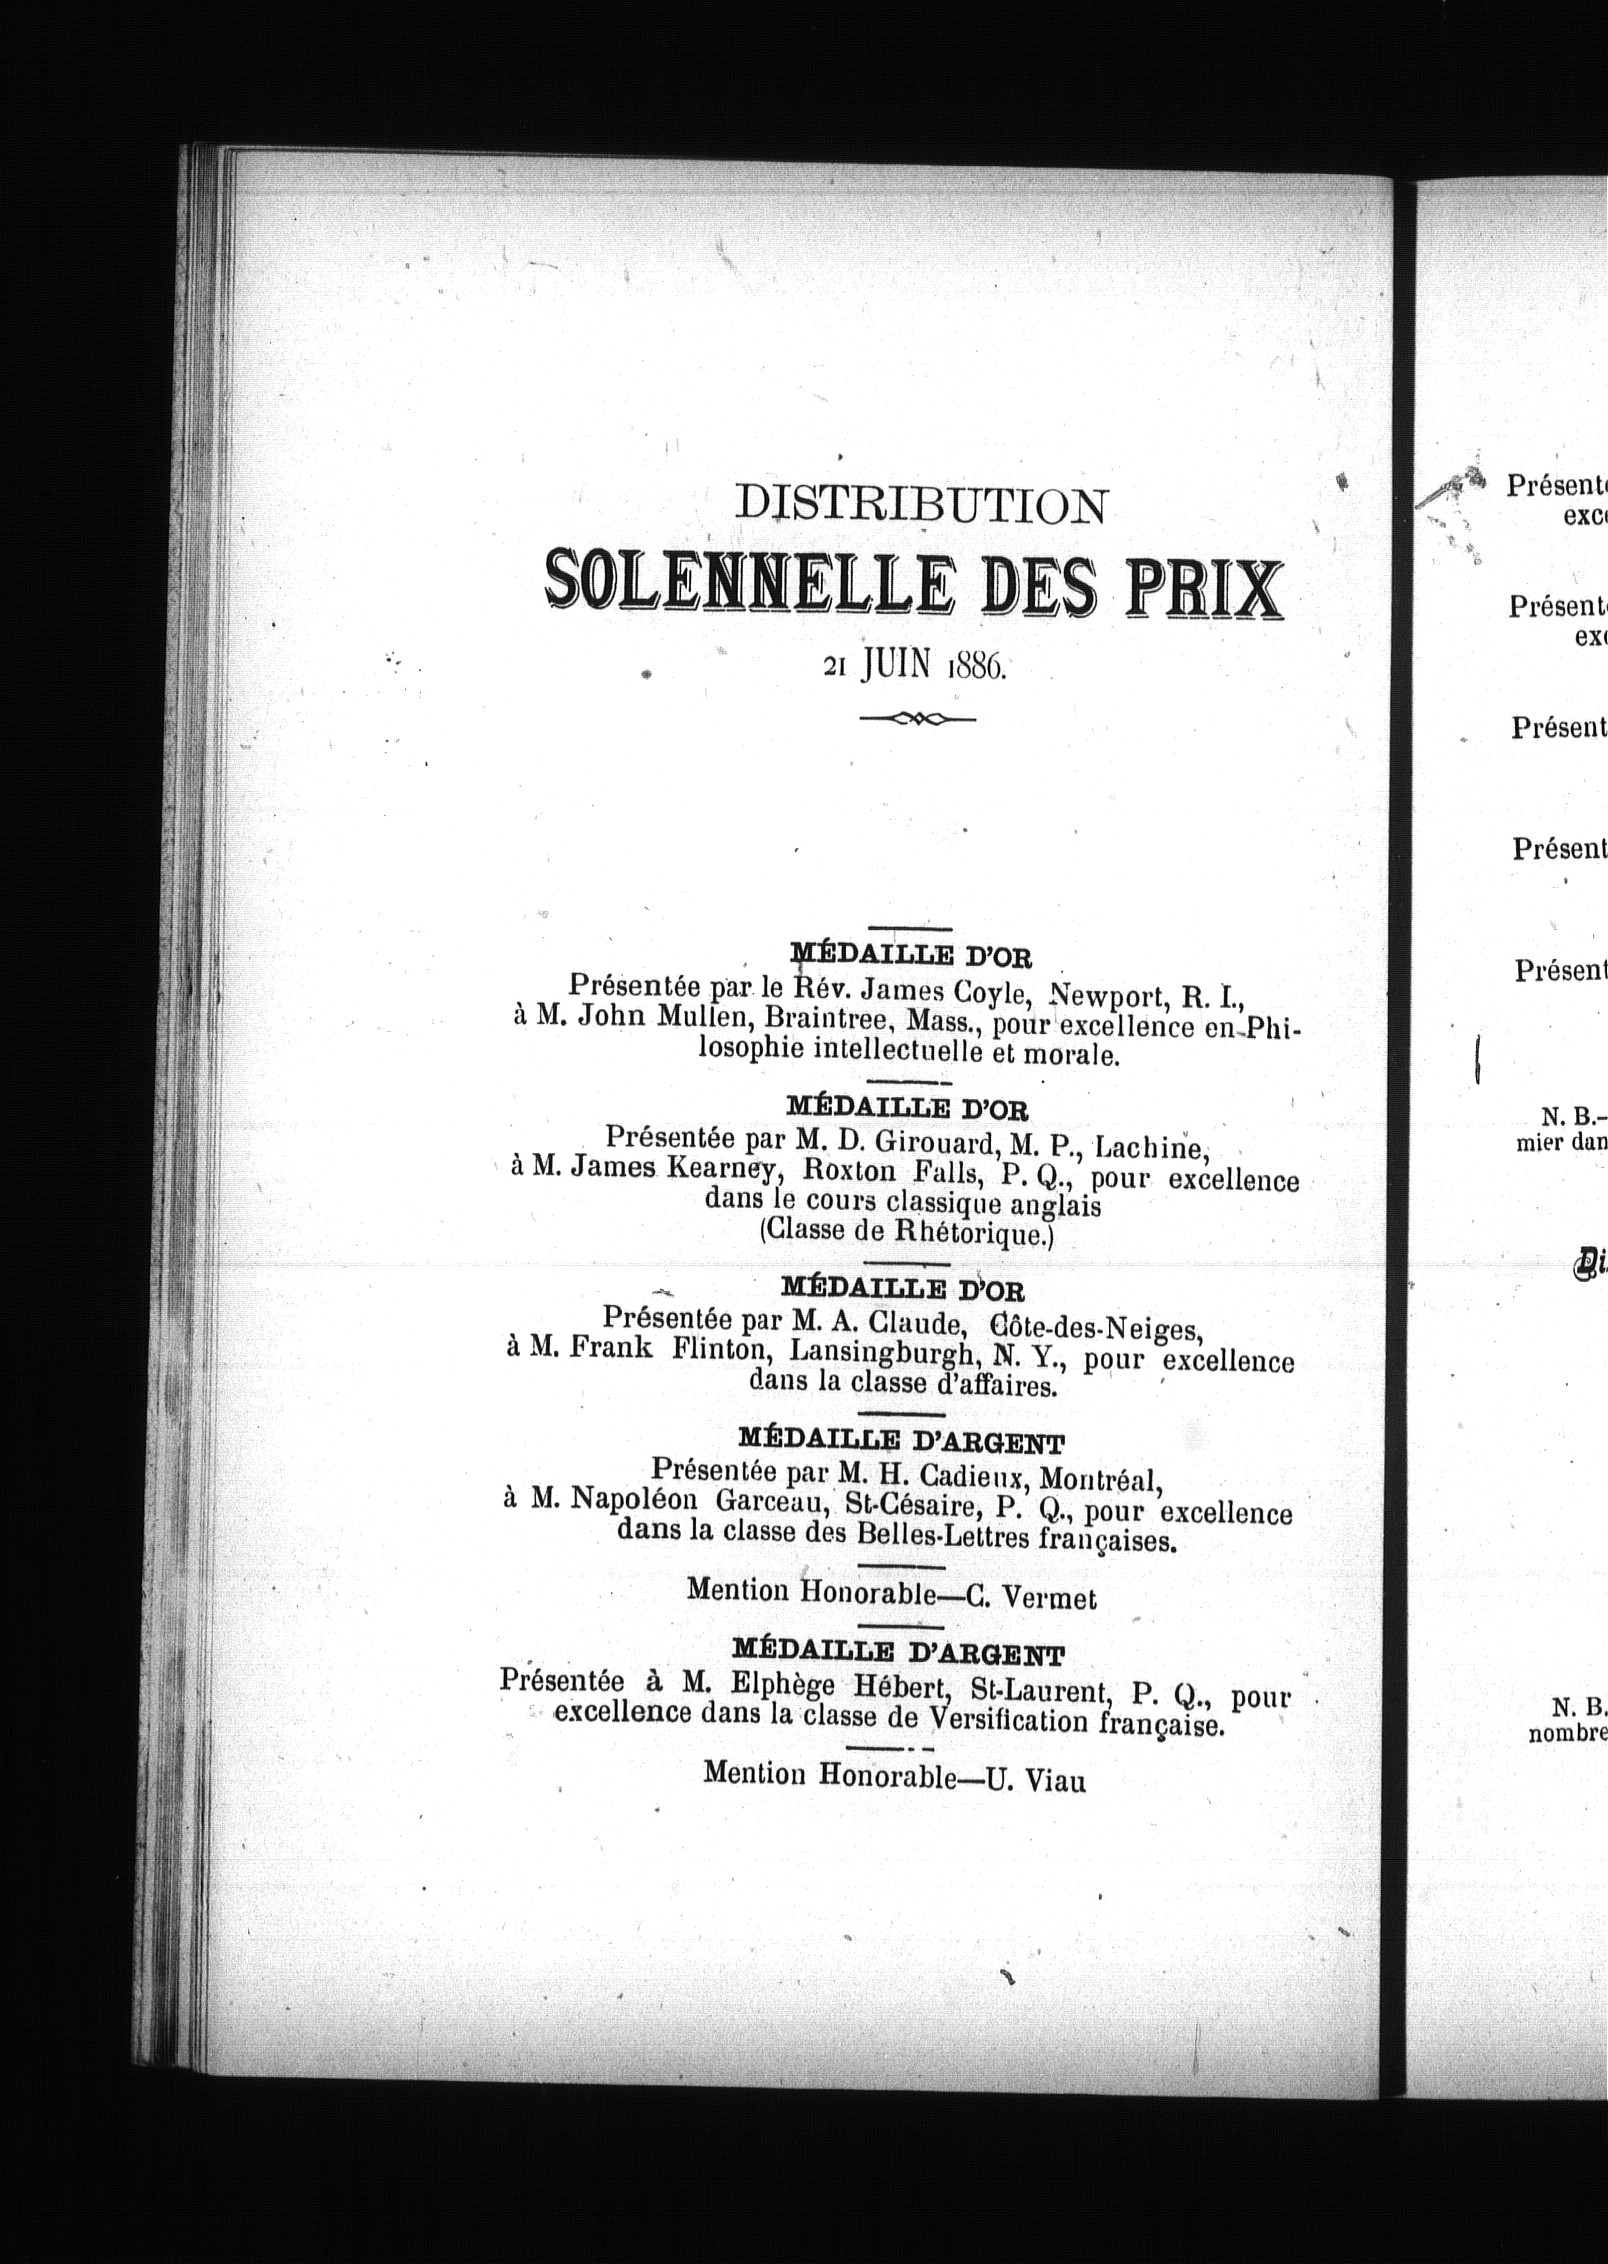 DISTRIBUTION
SOLENNELLE DES PRIX
21 JUIN 1886.
MÉDAILLE D'OR
Présentée par le Rév. James Coyle, Newport, R. I.,
à M. John Mullen, Braintree, Mass., pour excellence en Phi-
losophie intellectuelle et morale.
MÉDAILLE D'OR
Présentée par M. D. Girouard, M. P., Lachine,
à M. James Kearney, Roxton Falls, P. Q., pour excellence
dans le cours classique anglais
(Classe de Rhétorique.)
MÉDAILLE D'OR
Présentée par M. A. Claude, Côte-des-Neiges,
à M. Frank Flinton, Lansingburgh, N. Y., pour excellence
dans la classe d'affaires.
MÉDAILLE D'ARGENT
Présentée par M. H. Cadieux, Montréal,
à M. Napoléon Garceau, St-Césaire, P. Q., pour excellence
dans la classe des Belles-Lettres françaises.
Mention Honorable—C. Vermet
MÉDAILLE D'ARGENT
Présentée à M. Elphège Hébert, St-Laurent, P. Q., pour
excellence dans la classe de Versification française.
Mention Honorable—U. Viau
N. B.—
mier dan
N. B.
nombre